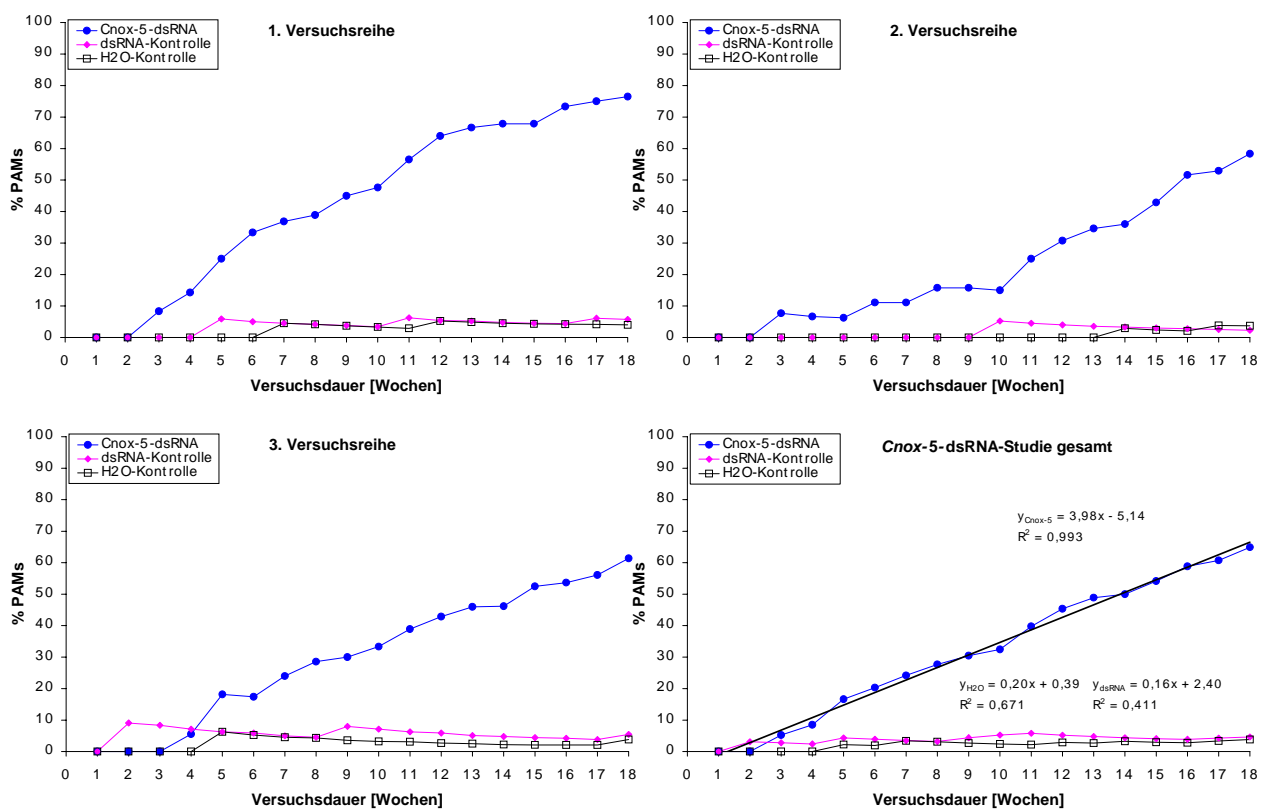 1. Versuchsreihe
Cnox-5-dsRNA
dsRNA-Kontrolle
H2O-Kontrolle
% PAMs
100
90
80
70
60
50
40
30
20
10
0
0 1 2 3 4 5 6 7 8 9 10 11 12 13 14 15 16 17 18
Versuchsdauer [Wochen]
2. Versuchsreihe
Cnox-5-dsRNA
dsRNA-Kontrolle
H2O-Kontrolle
% PAMs
100
90
80
70
60
50
40
30
20
10
0
0 1 2 3 4 5 6 7 8 9 10 11 12 13 14 15 16 17 18
Versuchsdauer [Wochen]
3. Versuchsreihe
Cnox-5-dsRNA
dsRNA-Kontrolle
H2O-Kontrolle
% PAMs
100
90
80
70
60
50
40
30
20
10
0
0 1 2 3 4 5 6 7 8 9 10 11 12 13 14 15 16 17 18
Versuchsdauer [Wochen]
Cnox-5-dsRNA-Studie gesamt
Cnox-5-dsRNA
dsRNA-Kontrolle
H2O-Kontrolle
% PAMs
100
90
80
70
60
50
40
30
20
10
0
y Cnox-5 = 3,98x - 5,14
R² = 0,993
y H2O = 0,20x + 0,39
R² = 0,671
y dsRNA = 0,16x + 2,40
R² = 0,411
0 1 2 3 4 5 6 7 8 9 10 11 12 13 14 15 16 17 18
Versuchsdauer [Wochen]